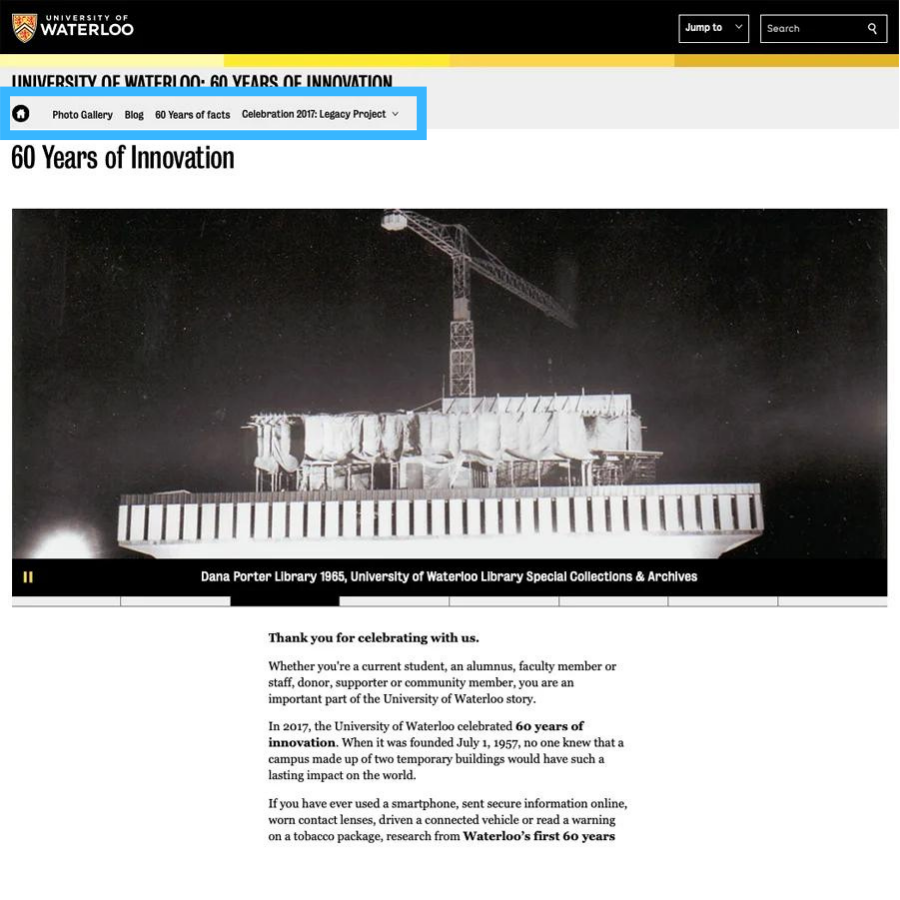 UNIVERSITY OF
WATERLOO
Jump to
Search
UNIVERSITY OF WATERLOO: 60 YEARS OF INNOVATION
Photo Gallery Blog 60 Years of facts Celebration 2017: Legacy Project
60 Years of Innovation
Dana Porter Library 1965, University of Waterloo Library Special Collections & Archives
Thank you for celebrating with us.
Whether you're a current student, an alumnus, faculty member or
staff, donor, supporter or community member, you are an
important part of the University of Waterloo story.
In 2017, the University of Waterloo celebrated 60 years of
innovation. When it was founded July 1, 1957, no one knew that a
campus made up of two temporary buildings would have such a
lasting impact on the world.
If you have ever used a smartphone, sent secure information online,
worn contact lenses, driven a connected vehicle or read a warning
on a tobacco package, research from Waterloo’s first 60 years